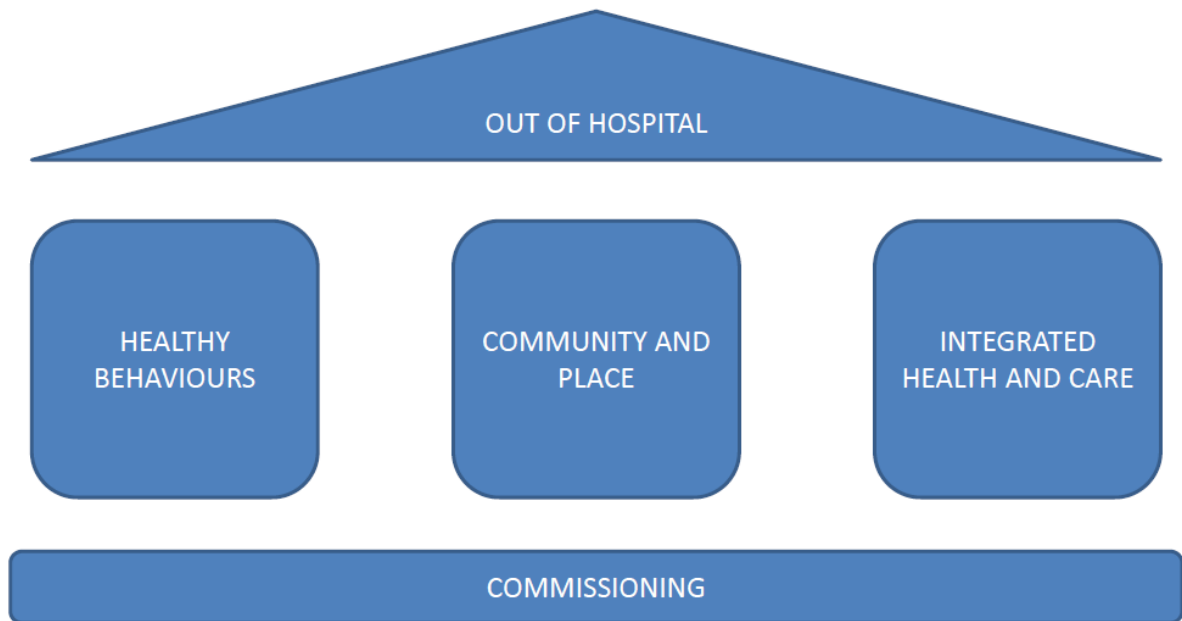 OUT OF HOSPITAL
HEALTHY
BEHAVIOURS
COMMUNITY AND
PLACE
INTEGRATED
HEALTH AND CARE
COMMISSIONING